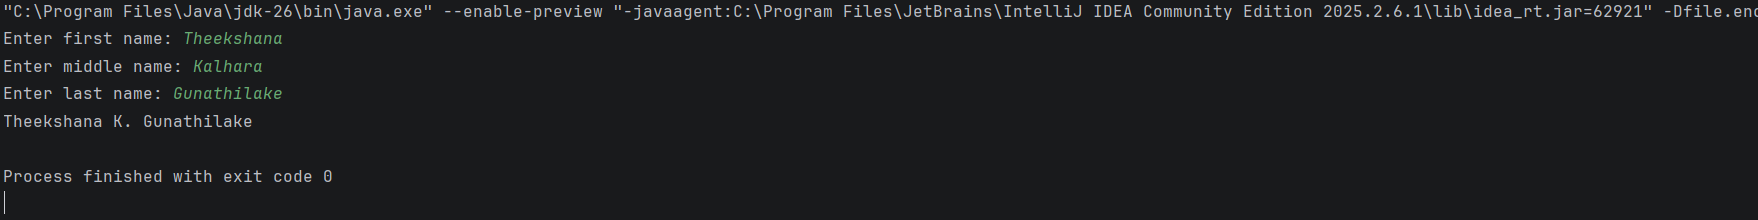 "C:\Program Files\Java\jdk-26\bin\java.exe" --enable-preview "-javaagent:C:\Program Files\JetBrains\IntelliJ IDEA Community Edition 2025.2.6.1\lib\idea_rt.jar=62921" -Dfile.enc
Enter first name: Theekshana
Enter middle name: Kalhara
Enter last name: Gunathilake
Theekshana K. Gunathilake
Process finished with exit code 0